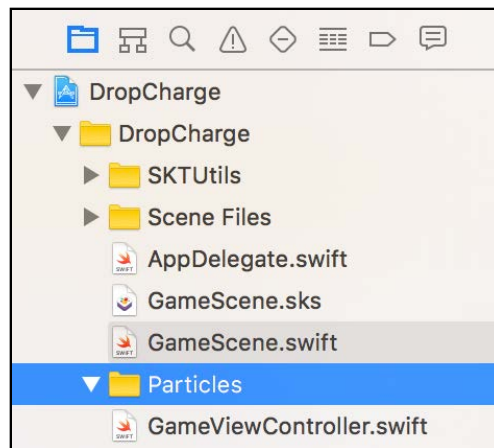 DropCharge
DropCharge
SKTUtils
Scene Files
AppDelegate.swift
GameScene.sks
GameScene.swift
Particles
GameViewController.swift